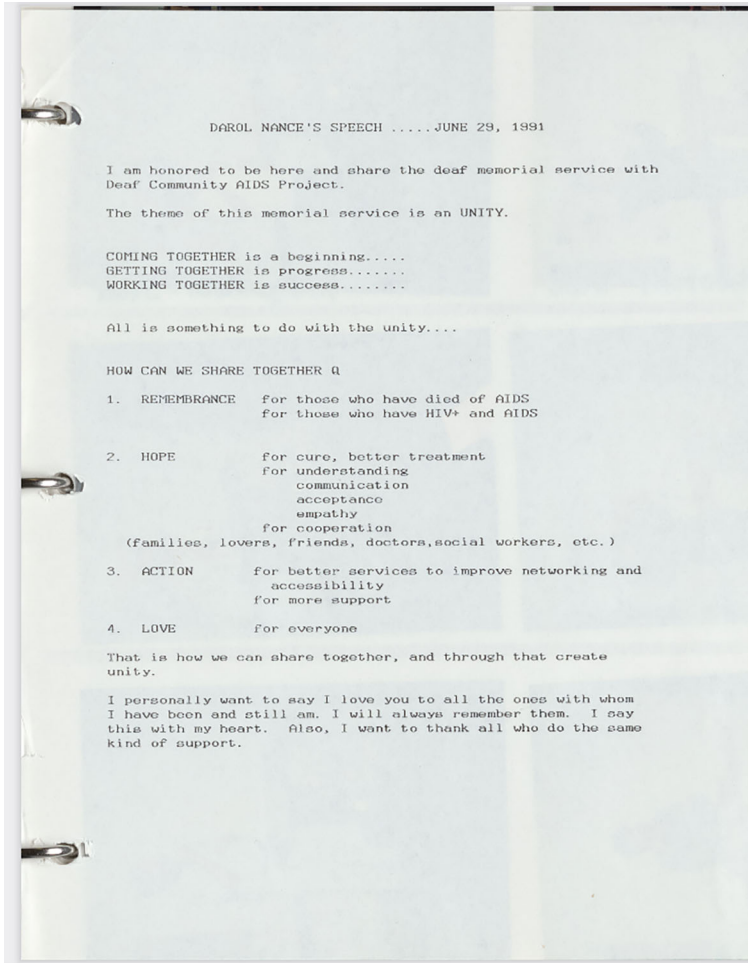 DAROL NANCE'S SPEECH .....JUNE 29, 1991
I am honored to be here and share the deaf memorial service with
Deaf Community AIDS Project.
The theme of this memorial service is an UNITY.
COMING TOGETHER is a beginning.....
GETTING TOGETHER is progress.......
WORKING TOGETHER is success........
All is something to do with the unity....
HOW CAN WE SHARE TOGETHER Q
1. REMEMBRANCE for those who have died of AIDS
for those who have HIV+ and AIDS
2. HOPE for cure, better treatment
for understanding
communication
acceptance
empathy
for cooperation
(families, lovers, friends, doctors,social workers, etc.)
3. ACTION for better services to improve networking and
accessibility
for more support
4. LOVE for everyone
That is how we can share together, and through that create
unity.
I personally want to say I love you to all the ones with whom
I have been and still am. I will always remember them. I say
this with my heart. Also, I want to thank all who do the same
kind of support.